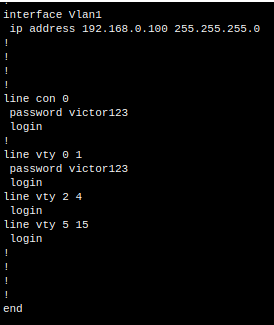 !
interface Vlan1
 ip address 192.168.0.100 255.255.255.0
!
!
!
!
line con 0
 password victor123
 login
!
line vty 0 1
 password victor123
 login
line vty 2 4
 login
line vty 5 15
 login
!
!
!
!
end